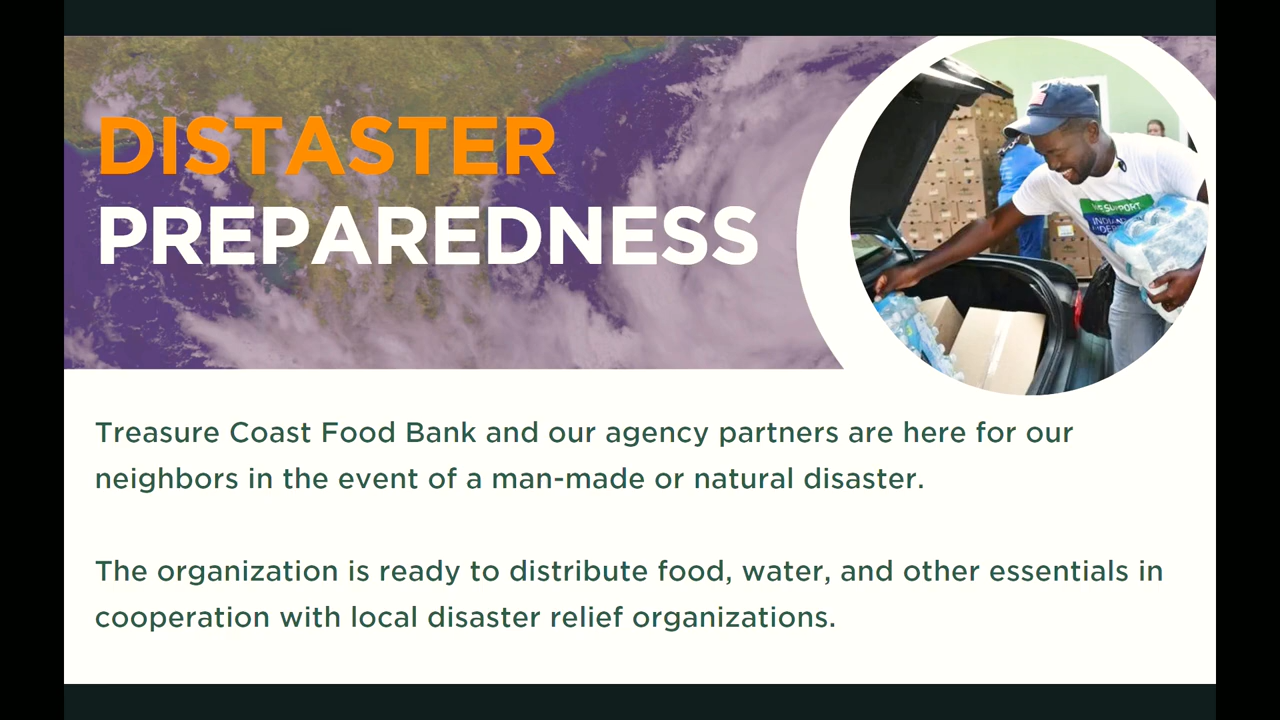 DISTASTER
PREPAREDNESS
WE SUPPORT
Treasure Coast Food Bank and our agency partners are here for our
neighbors in the event of a man-made or natural disaster.
The organization is ready to distribute food, water, and other essentials in
cooperation with local disaster relief organizations.